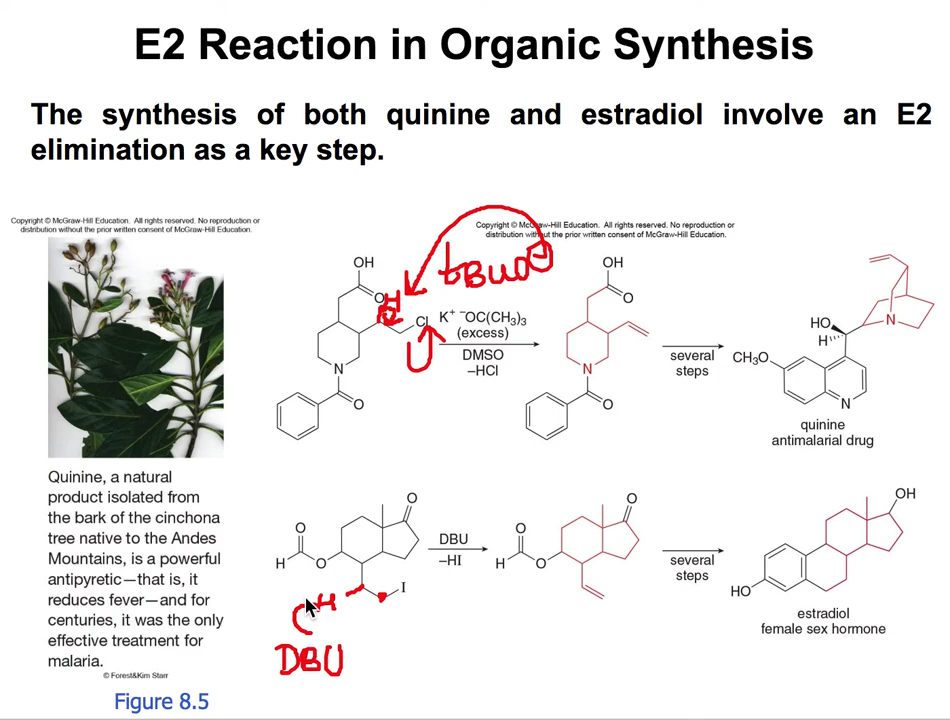 E2 Reaction in Organic Synthesis
The synthesis of both quinine and estradiol involve an E2
elimination as a key step.
Copyright © McGraw-Hill Education. All rights reserved. No reproduction or
distribution without the prior written consent of McGraw-Hill Education.
Copyright © McGraw-Hill Education. All rights reserved. No reproduction or
distribution without the prior written consent of McGraw-Hill Education.
tBuO⊖
OH
O
H
Cl
N
O
K⁺ ⁻OC(CH₃)₃
(excess)
DMSO
–HCl
OH
O
N
O
several
steps
HO
H
N
CH₃O
N
quinine
antimalarial drug
Quinine, a natural
product isolated from
the bark of the cinchona
tree native to the Andes
Mountains, is a powerful
antipyretic—that is, it
reduces fever—and for
centuries, it was the only
effective treatment for
malaria.
© Forest&Kim Starr
Figure 8.5
O
O
H
O
I
H
DBU
DBU
–HI
O
O
H
O
several
steps
OH
HO
estradiol
female sex hormone